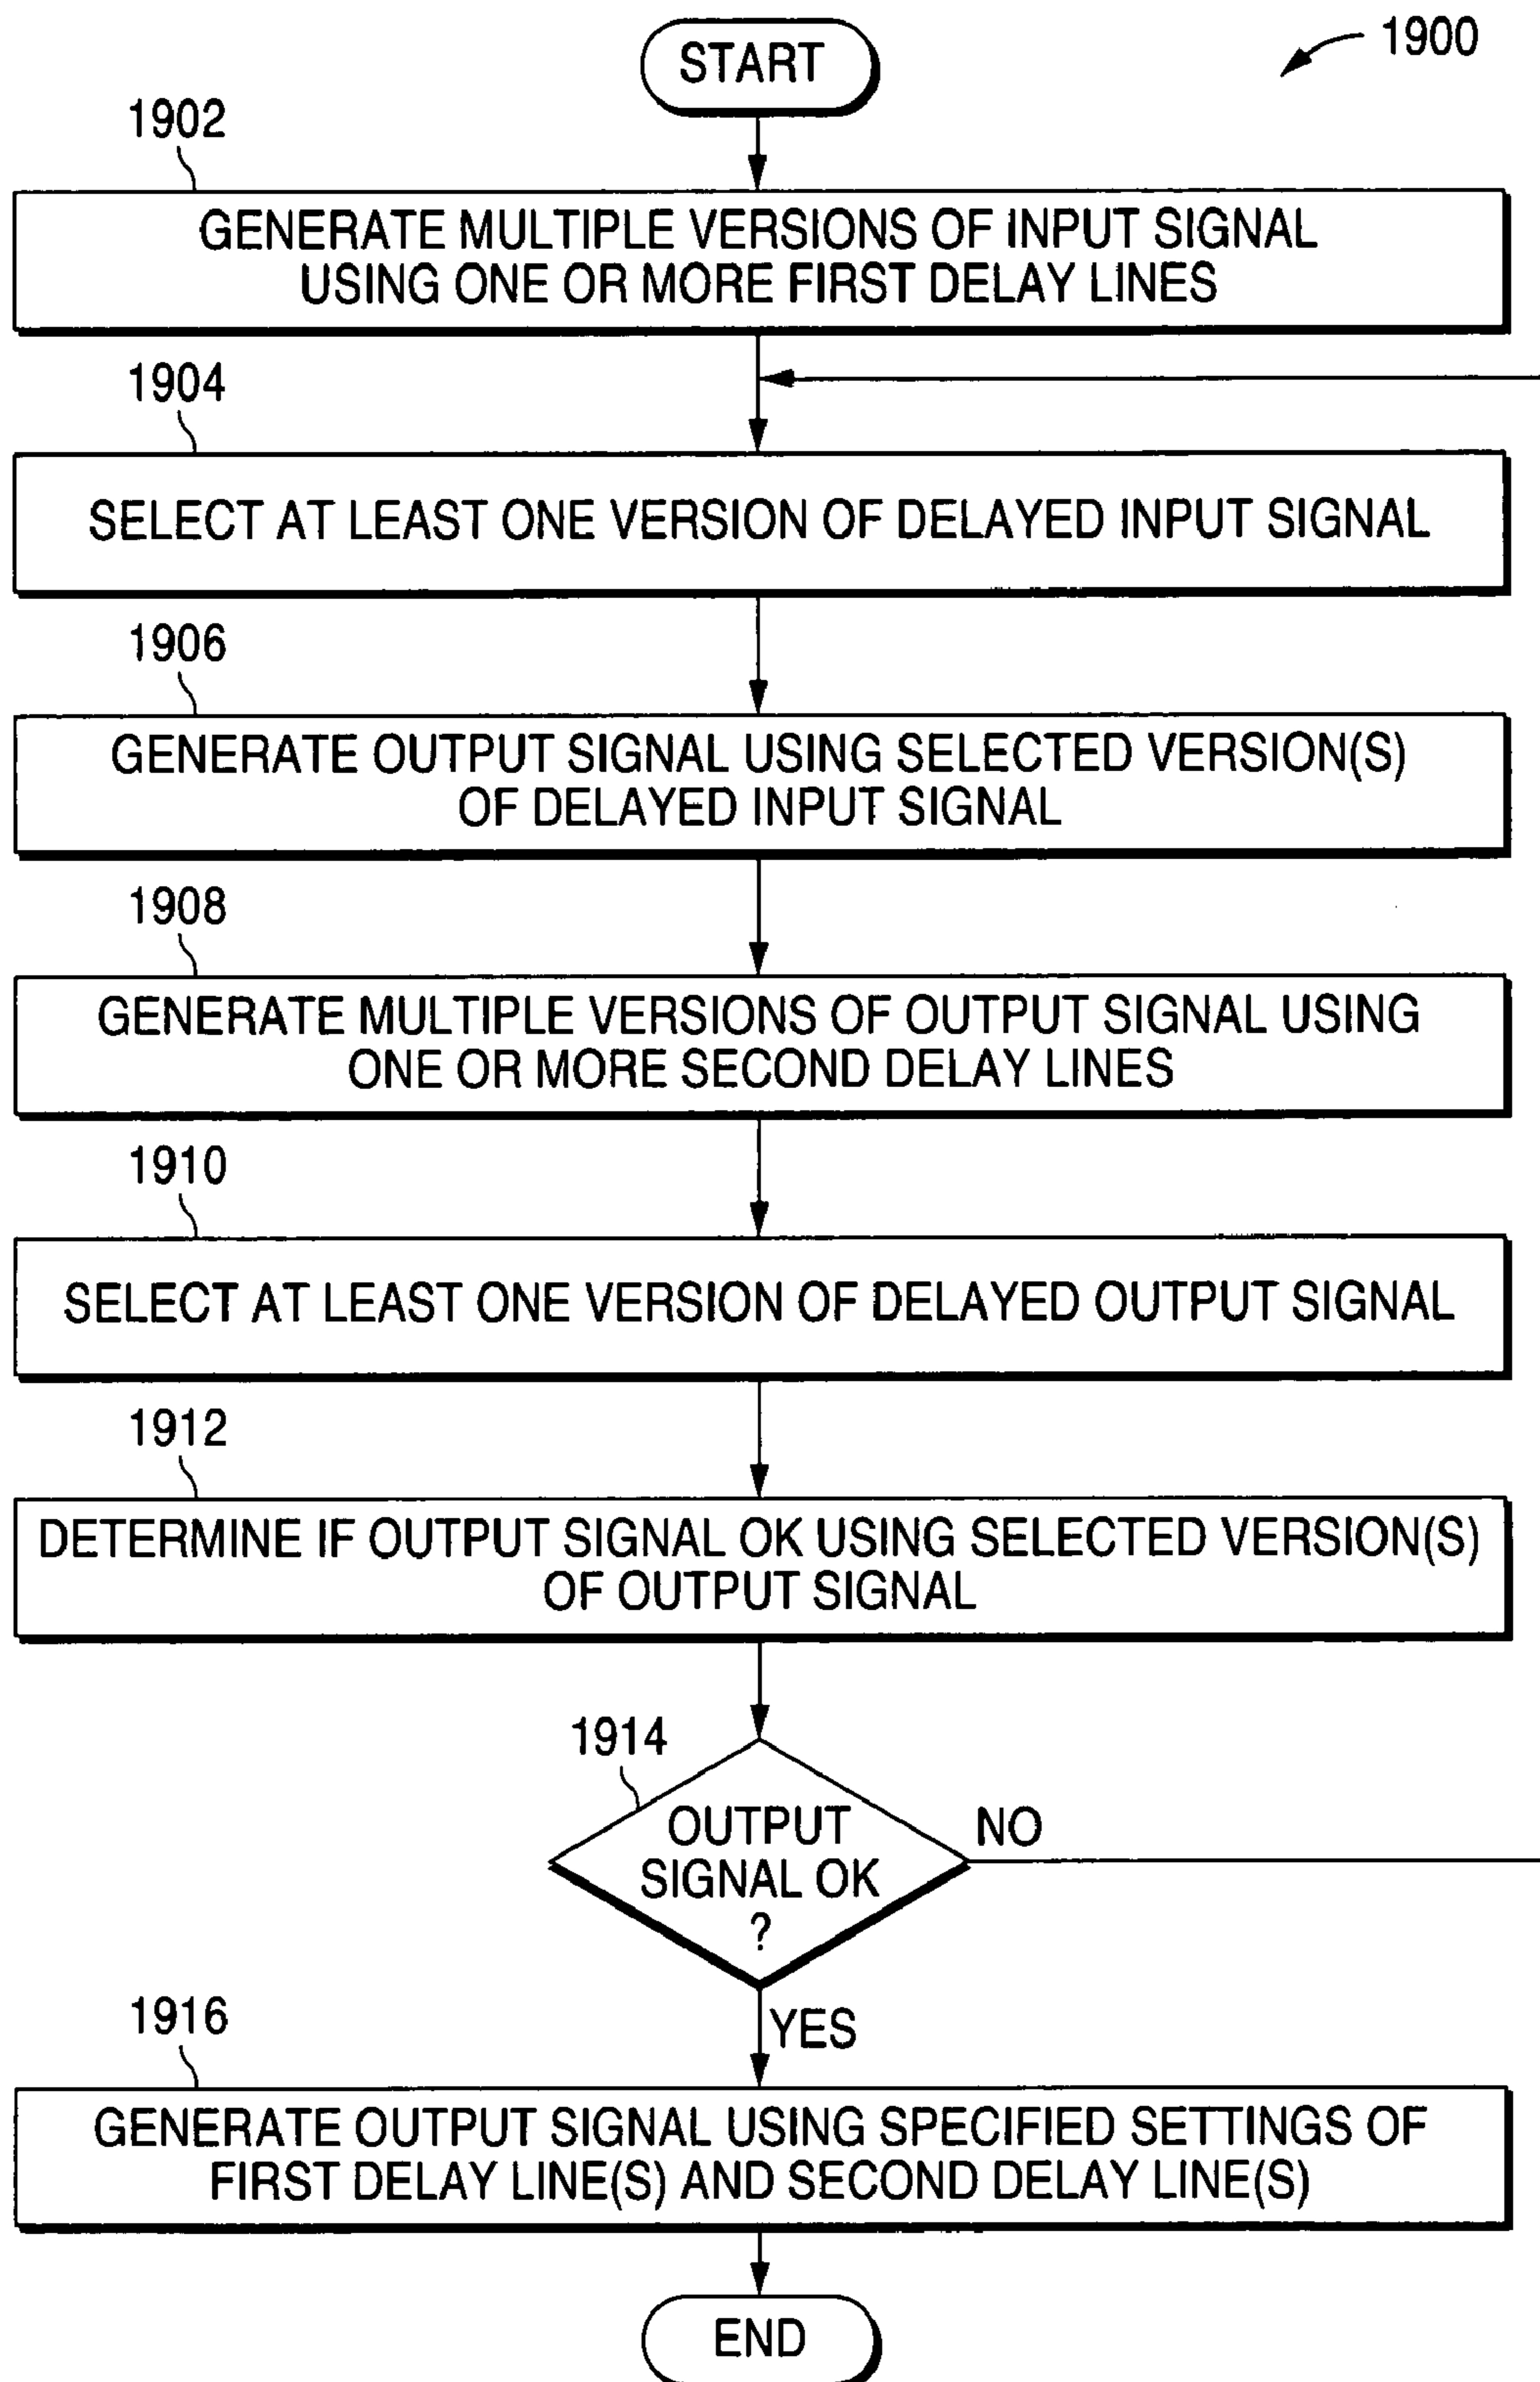 START
1900
1902
GENERATE MULTIPLE VERSIONS OF INPUT SIGNAL
USING ONE OR MORE FIRST DELAY LINES
1904
SELECT AT LEAST ONE VERSION OF DELAYED INPUT SIGNAL
1906
GENERATE OUTPUT SIGNAL USING SELECTED VERSION(S)
OF DELAYED INPUT SIGNAL
1908
GENERATE MULTIPLE VERSIONS OF OUTPUT SIGNAL USING
ONE OR MORE SECOND DELAY LINES
1910
SELECT AT LEAST ONE VERSION OF DELAYED OUTPUT SIGNAL
1912
DETERMINE IF OUTPUT SIGNAL OK USING SELECTED VERSION(S)
OF OUTPUT SIGNAL
1914
OUTPUT
SIGNAL OK
?
NO
YES
1916
GENERATE OUTPUT SIGNAL USING SPECIFIED SETTINGS OF
FIRST DELAY LINE(S) AND SECOND DELAY LINE(S)
END